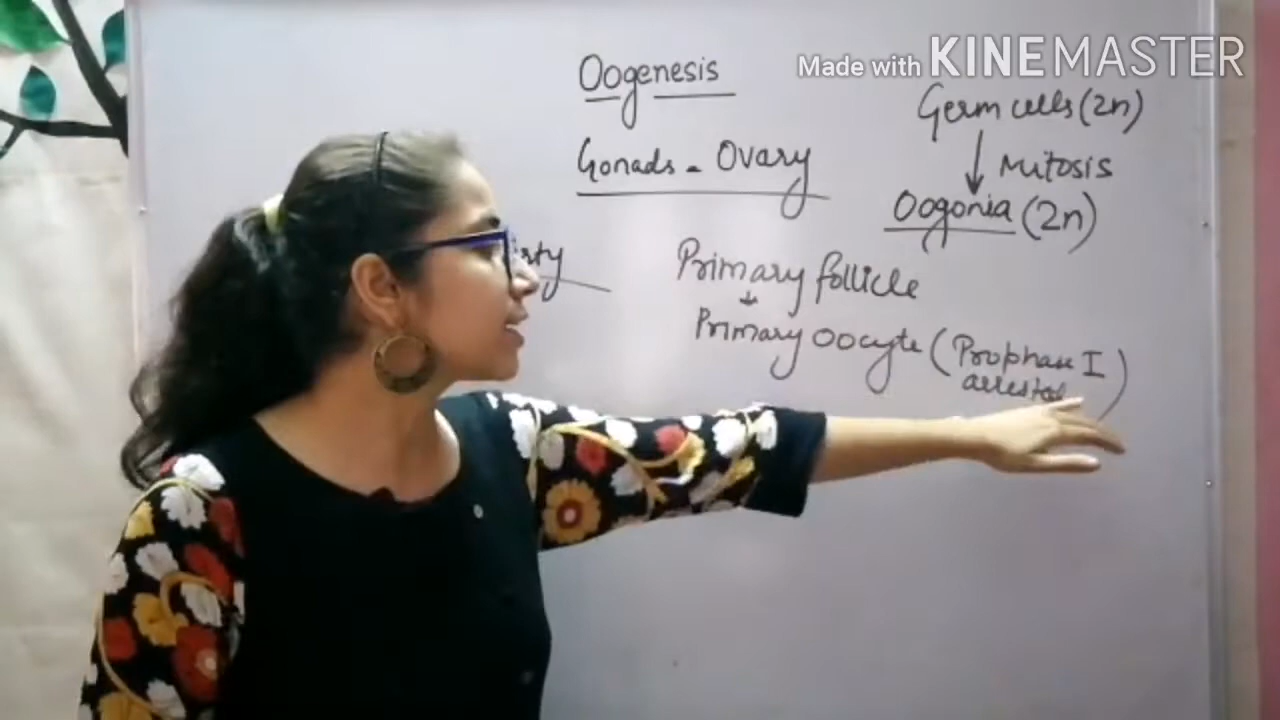 Made with KINEMASTER
Oogenesis
Gonads - Ovary
Germ cells (2n)
Mitosis
Oogonia (2n)
Primary follicle
Primary oocyte (Prophase I
arrested)